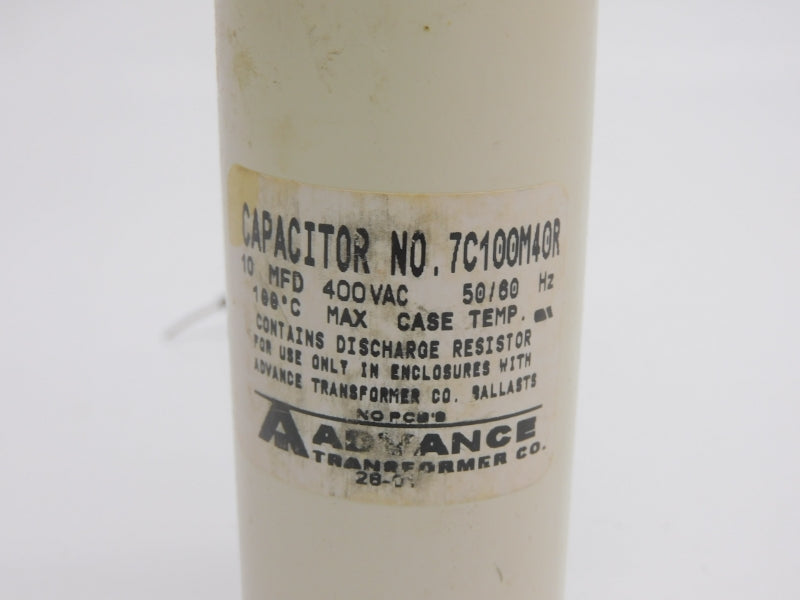 CAPACITOR NO. 7C100M40R
10 MFD 400VAC 50/60 Hz
100°C MAX CASE TEMP.
CONTAINS DISCHARGE RESISTOR
FOR USE ONLY IN ENCLOSURES WITH
ADVANCE TRANSFORMER CO. BALLASTS
NO PCB'S
ADVANCE
TRANSFORMER CO.